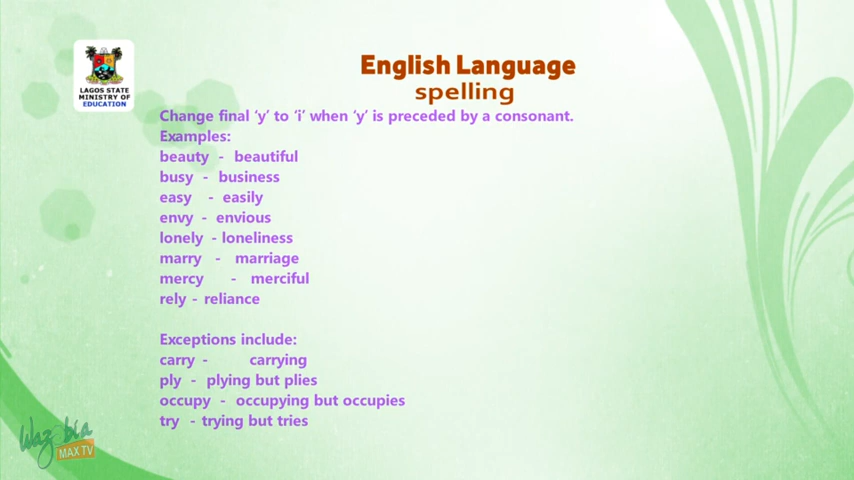 LAGOS STATE
MINISTRY OF
EDUCATION
English Language
spelling
Change final ‘y’ to ‘i’ when ‘y’ is preceded by a consonant.
Examples:
beauty - beautiful
busy - business
easy - easily
envy - envious
lonely - loneliness
marry - marriage
mercy - merciful
rely - reliance
Exceptions include:
carry - carrying
ply - plying but plies
occupy - occupying but occupies
try - trying but tries
Wazobia
MAX TV